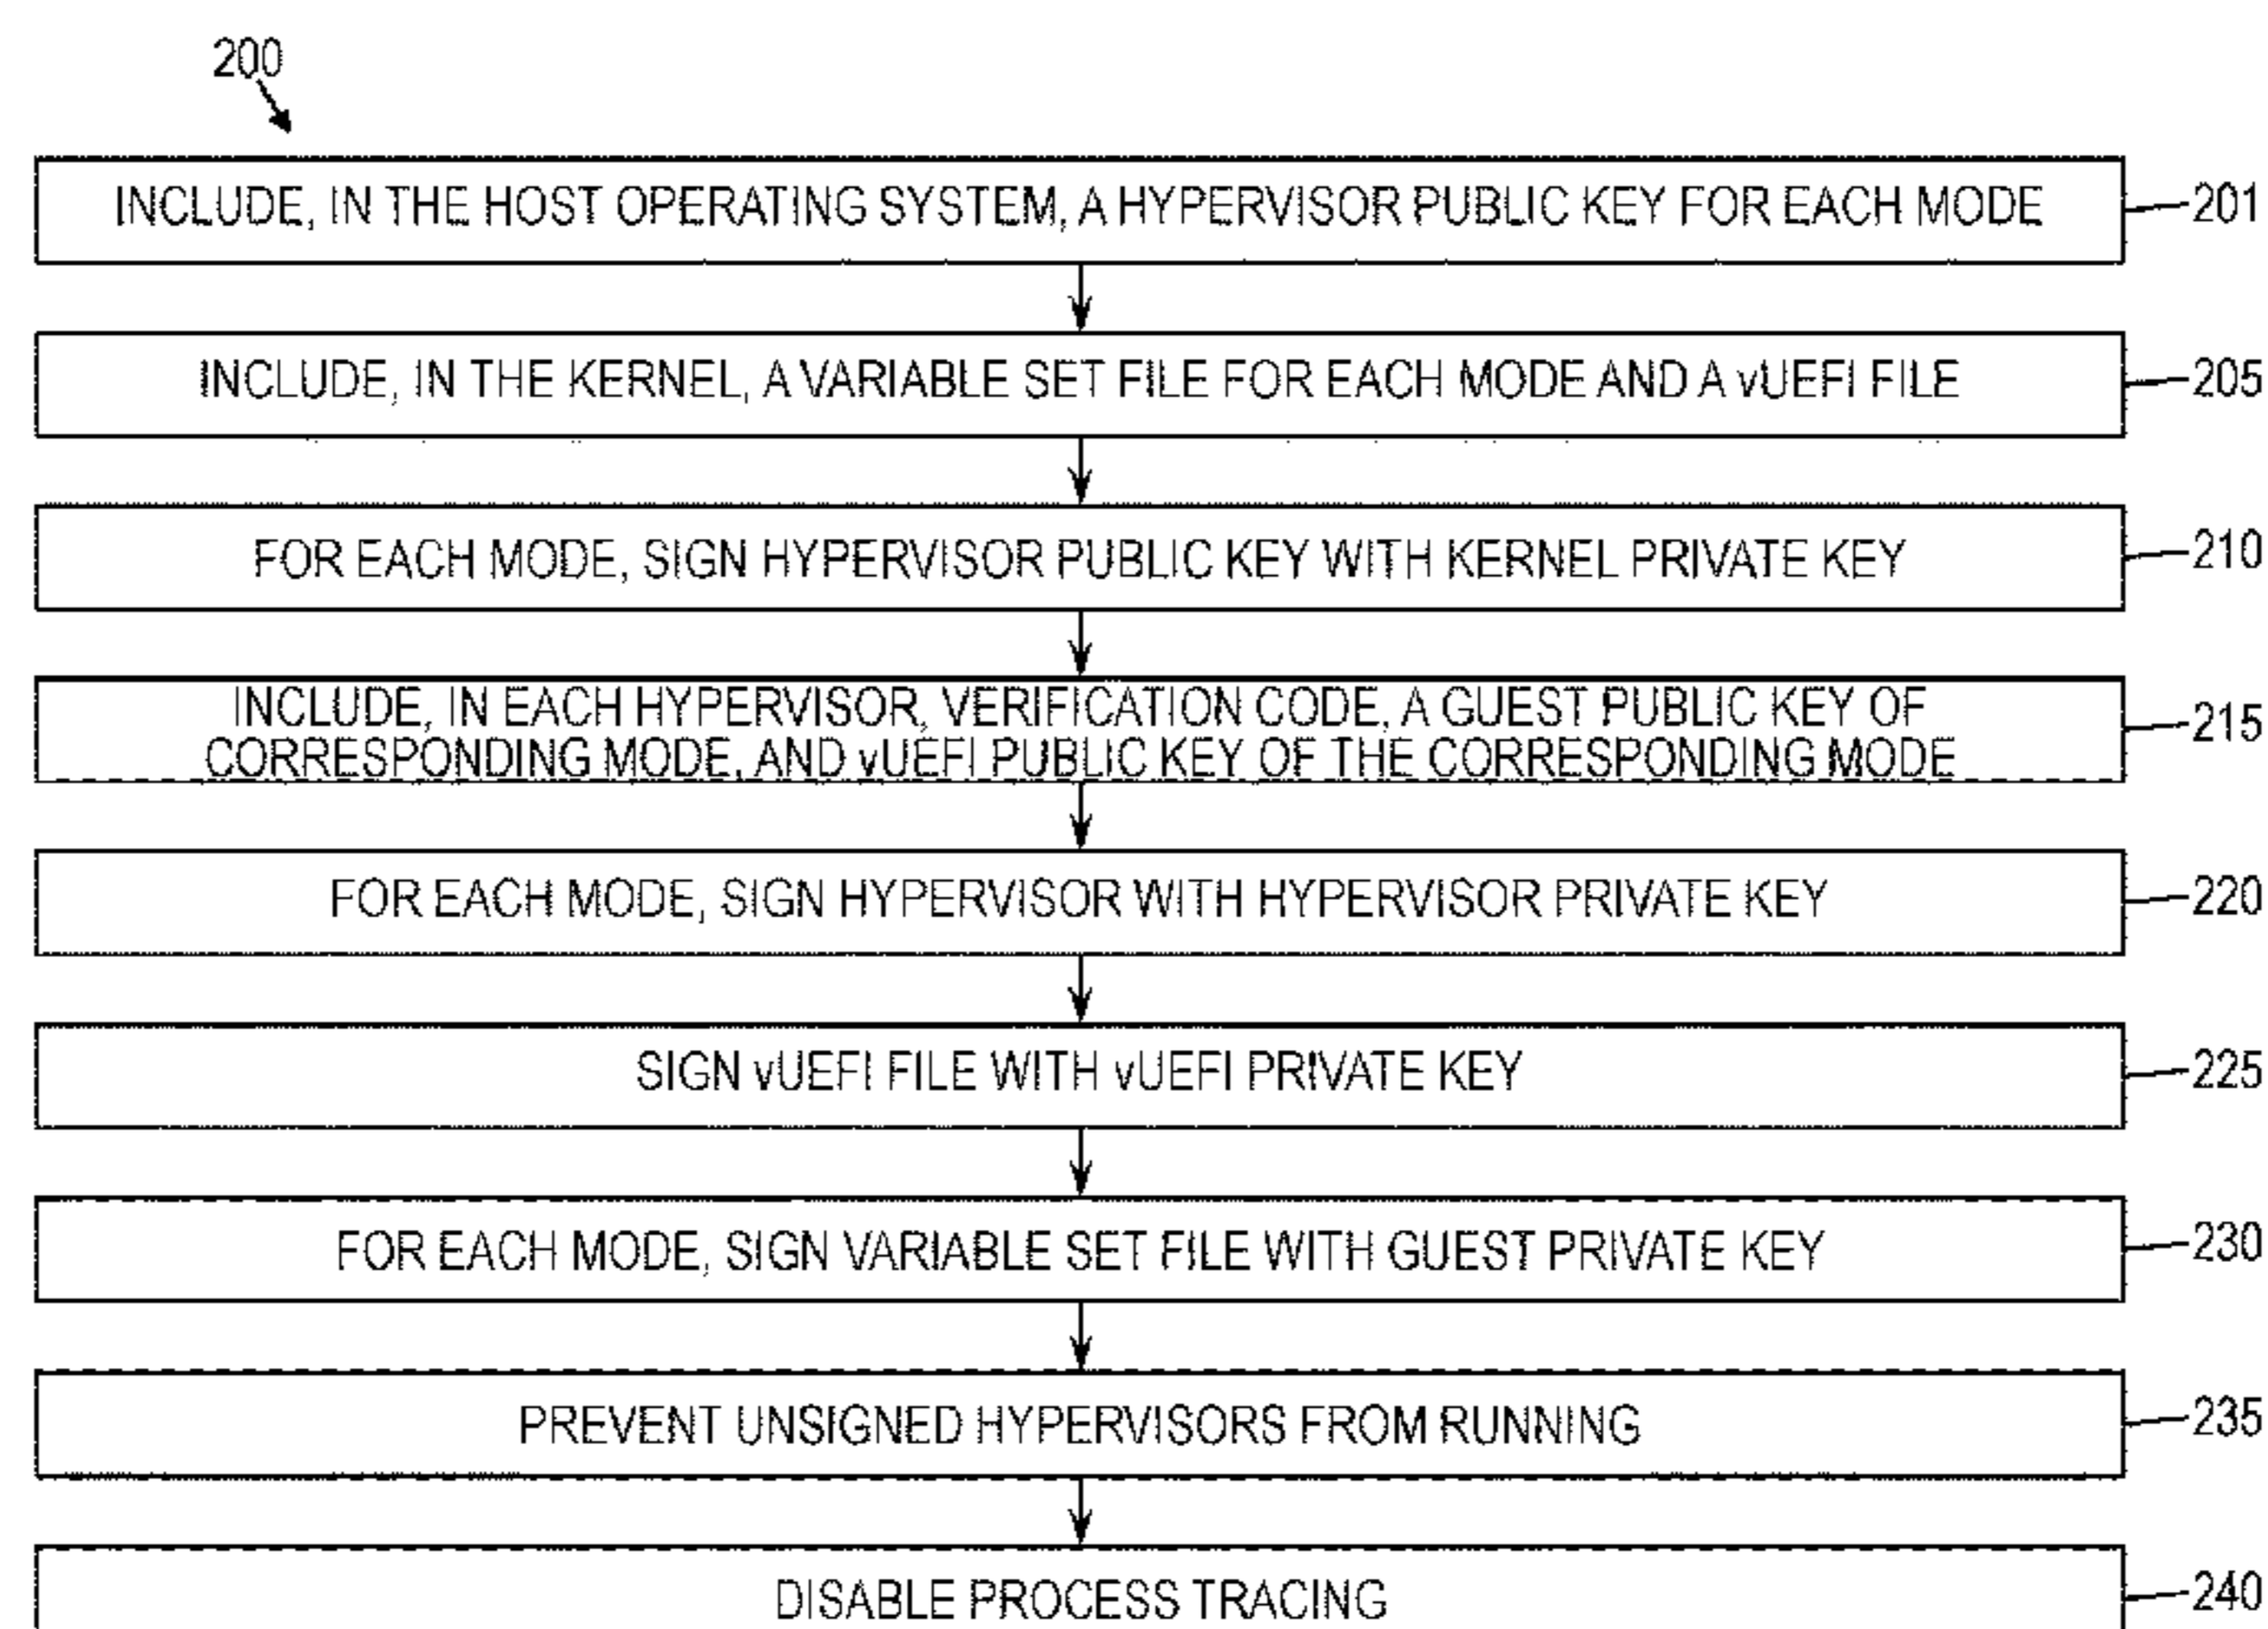 200
INCLUDE, IN THE HOST OPERATING SYSTEM, A HYPERVISOR PUBLIC KEY FOR EACH MODE
201
INCLUDE, IN THE KERNEL, A VARIABLE SET FILE FOR EACH MODE AND A vUEFI FILE
205
FOR EACH MODE, SIGN HYPERVISOR PUBLIC KEY WITH KERNEL PRIVATE KEY
210
INCLUDE, IN EACH HYPERVISOR, VERIFICATION CODE, A GUEST PUBLIC KEY OF
CORRESPONDING MODE, AND vUEFI PUBLIC KEY OF THE CORRESPONDING MODE
215
FOR EACH MODE, SIGN HYPERVISOR WITH HYPERVISOR PRIVATE KEY
220
SIGN vUEFI FILE WITH vUEFI PRIVATE KEY
225
FOR EACH MODE, SIGN VARIABLE SET FILE WITH GUEST PRIVATE KEY
230
PREVENT UNSIGNED HYPERVISORS FROM RUNNING
235
DISABLE PROCESS TRACING
240